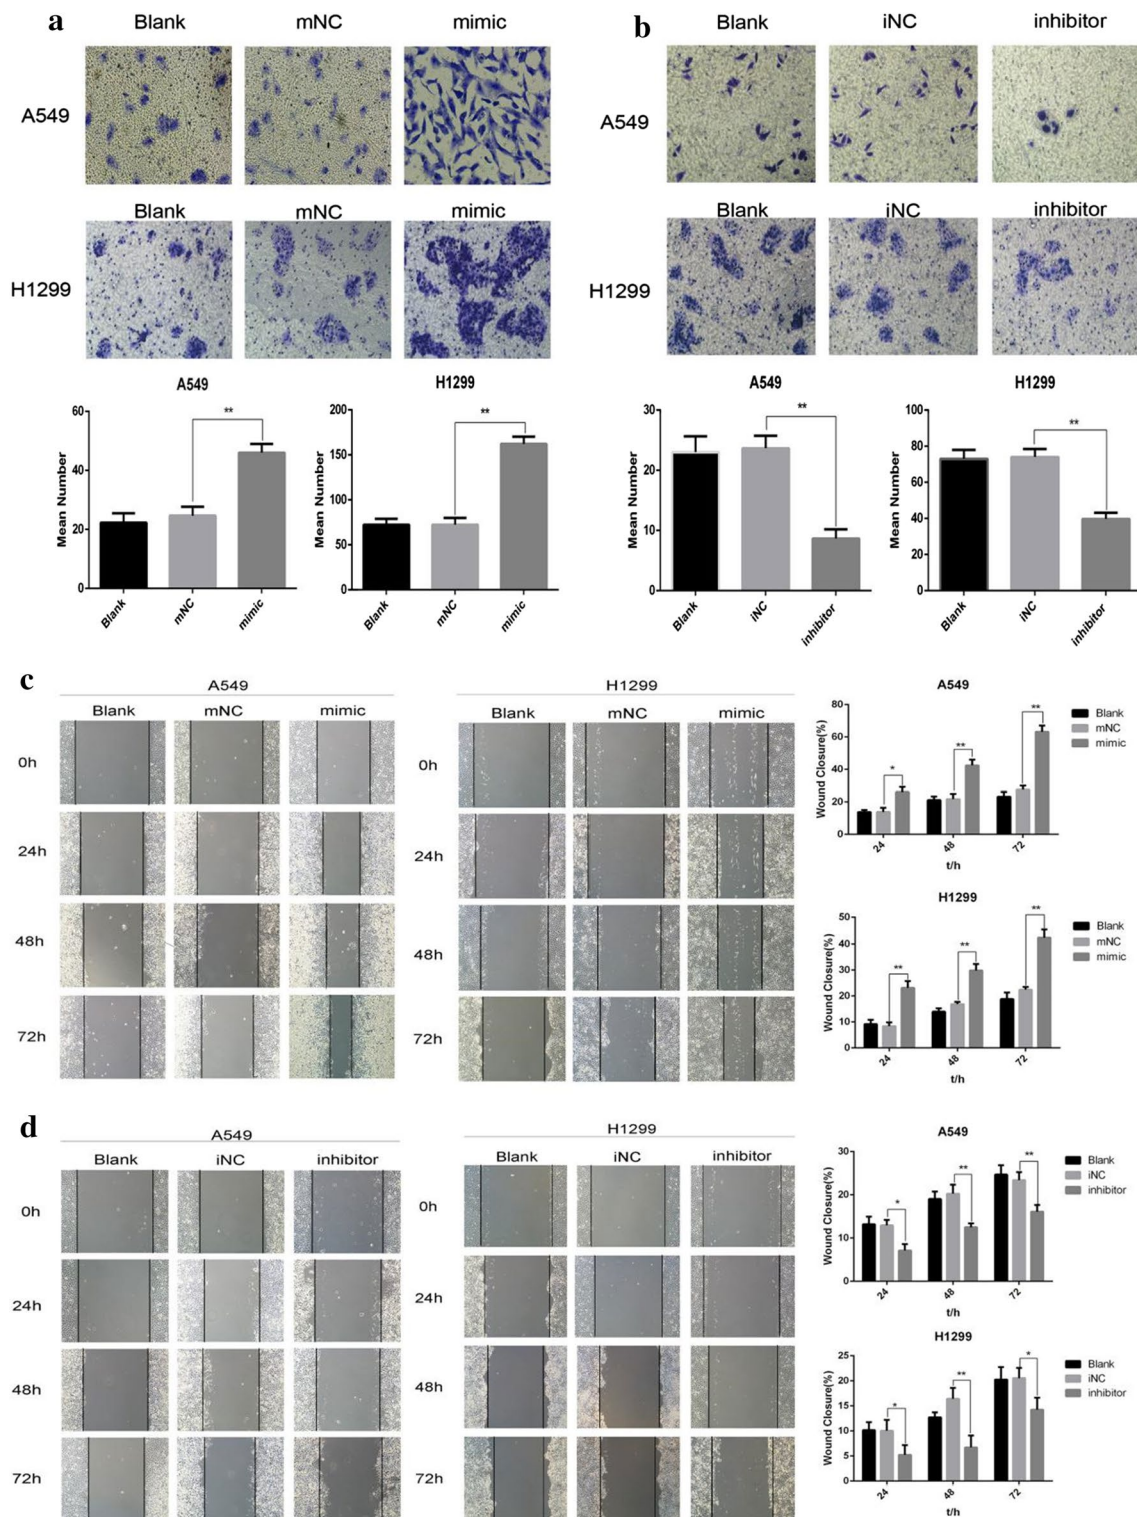 a
Blank mNC mimic
A549
Blank mNC mimic
H1299
A549
Mean Number
60
40
20
0
**
Blank mNC mimic
H1299
Mean Number
200
150
100
50
0
**
Blank mNC mimic
b
Blank iNC inhibitor
A549
Blank iNC inhibitor
H1299
A549
Mean Number
30
20
10
0
**
Blank iNC inhibitor
H1299
Mean Number
100
80
60
40
20
0
**
Blank iNC inhibitor
c
A549
Blank mNC mimic
0h
24h
48h
72h
H1299
Blank mNC mimic
0h
24h
48h
72h
A549
Wound Closure(%)
80
60
40
20
0
* ** **
24 48 72
t/h
Blank
mNC
mimic
H1299
Wound Closure(%)
50
40
30
20
10
0
** ** **
24 48 72
t/h
Blank
mNC
mimic
d
A549
Blank iNC inhibitor
0h
24h
48h
72h
H1299
Blank iNC inhibitor
0h
24h
48h
72h
A549
Wound Closure(%)
30
20
10
0
* ** **
24 48 72
t/h
Blank
iNC
inhibitor
H1299
Wound Closure(%)
25
20
15
10
5
0
* ** *
24 48 72
t/h
Blank
iNC
inhibitor